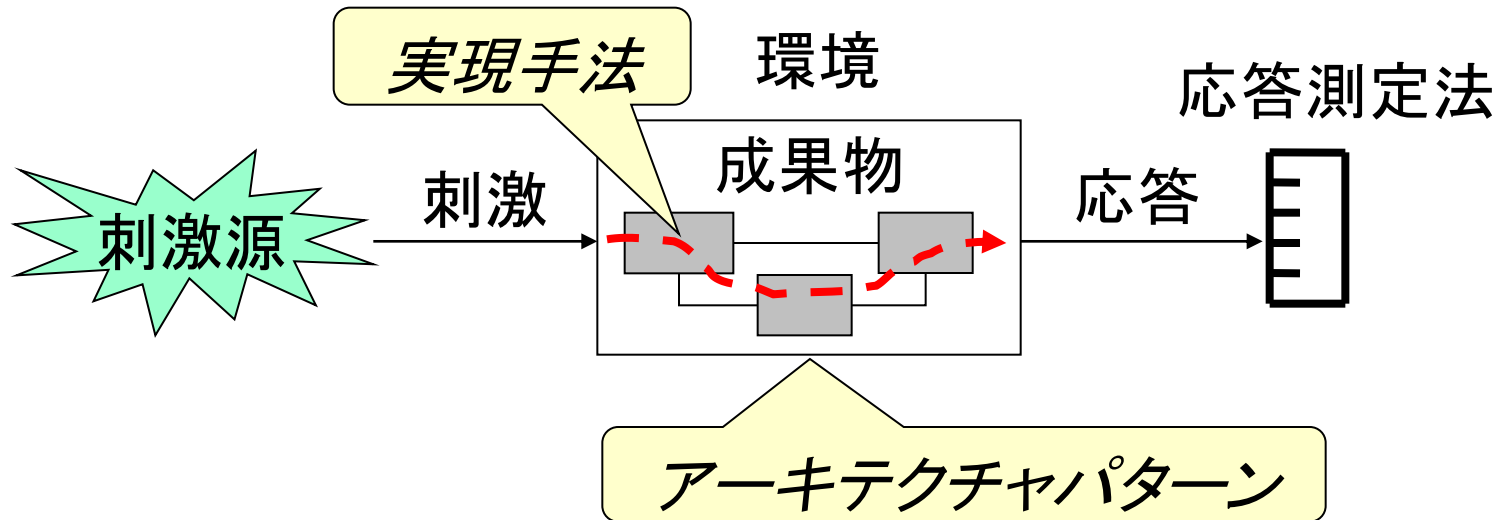 実現手法
環境
応答測定法
成果物
刺激
応答
刺激源
アーキテクチャパターン